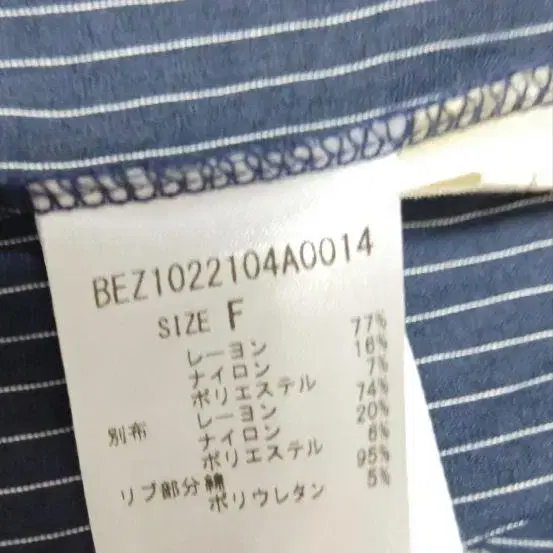 BEZ1022104A0014
SIZE F
レーヨン 77%
ナイロン 16%
ポリエステル 7%
別布 レーヨン 74%
ナイロン 20%
ポリエステル 6%
リブ部分 綿 95%
ポリウレタン 5%